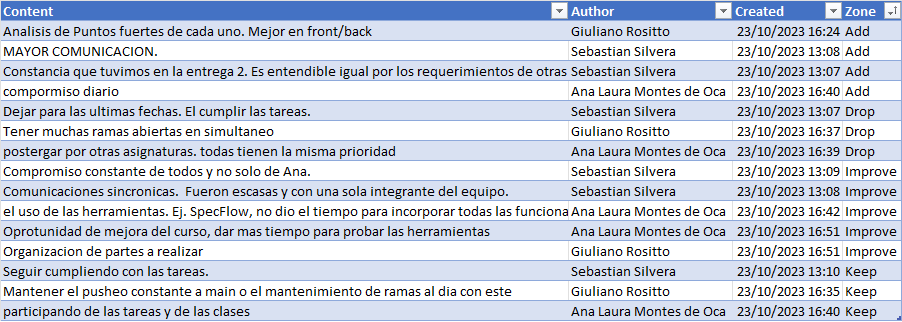 Content Author Created Zone
Analisis de Puntos fuertes de cada uno. Mejor en front/back Giuliano Rositto 23/10/2023 16:24 Add
MAYOR COMUNICACION. Sebastian Silvera 23/10/2023 13:08 Add
Constancia que tuvimos en la entrega 2. Es entendible igual por los requerimientos de otras Sebastian Silvera 23/10/2023 13:07 Add
compormiso diario Ana Laura Montes de Oca 23/10/2023 16:40 Add
Dejar para las ultimas fechas. El cumplir las tareas. Sebastian Silvera 23/10/2023 13:07 Drop
Tener muchas ramas abiertas en simultaneo Giuliano Rositto 23/10/2023 16:37 Drop
postergar por otras asignaturas. todas tienen la misma prioridad Ana Laura Montes de Oca 23/10/2023 16:39 Drop
Compromiso constante de todos y no solo de Ana. Sebastian Silvera 23/10/2023 13:09 Improve
Comunicaciones sincronicas. Fueron escasas y con una sola integrante del equipo. Sebastian Silvera 23/10/2023 13:08 Improve
el uso de las herramientas. Ej. SpecFlow, no dio el tiempo para incorporar todas las funciona Ana Laura Montes de Oca 23/10/2023 16:42 Improve
Oprotunidad de mejora del curso, dar mas tiempo para probar las herramientas Ana Laura Montes de Oca 23/10/2023 16:51 Improve
Organizacion de partes a realizar Giuliano Rositto 23/10/2023 16:51 Improve
Seguir cumpliendo con las tareas. Sebastian Silvera 23/10/2023 13:10 Keep
Mantener el pusheo constante a main o el mantenimiento de ramas al dia con este Giuliano Rositto 23/10/2023 16:35 Keep
participando de las tareas y de las clases Ana Laura Montes de Oca 23/10/2023 16:40 Keep